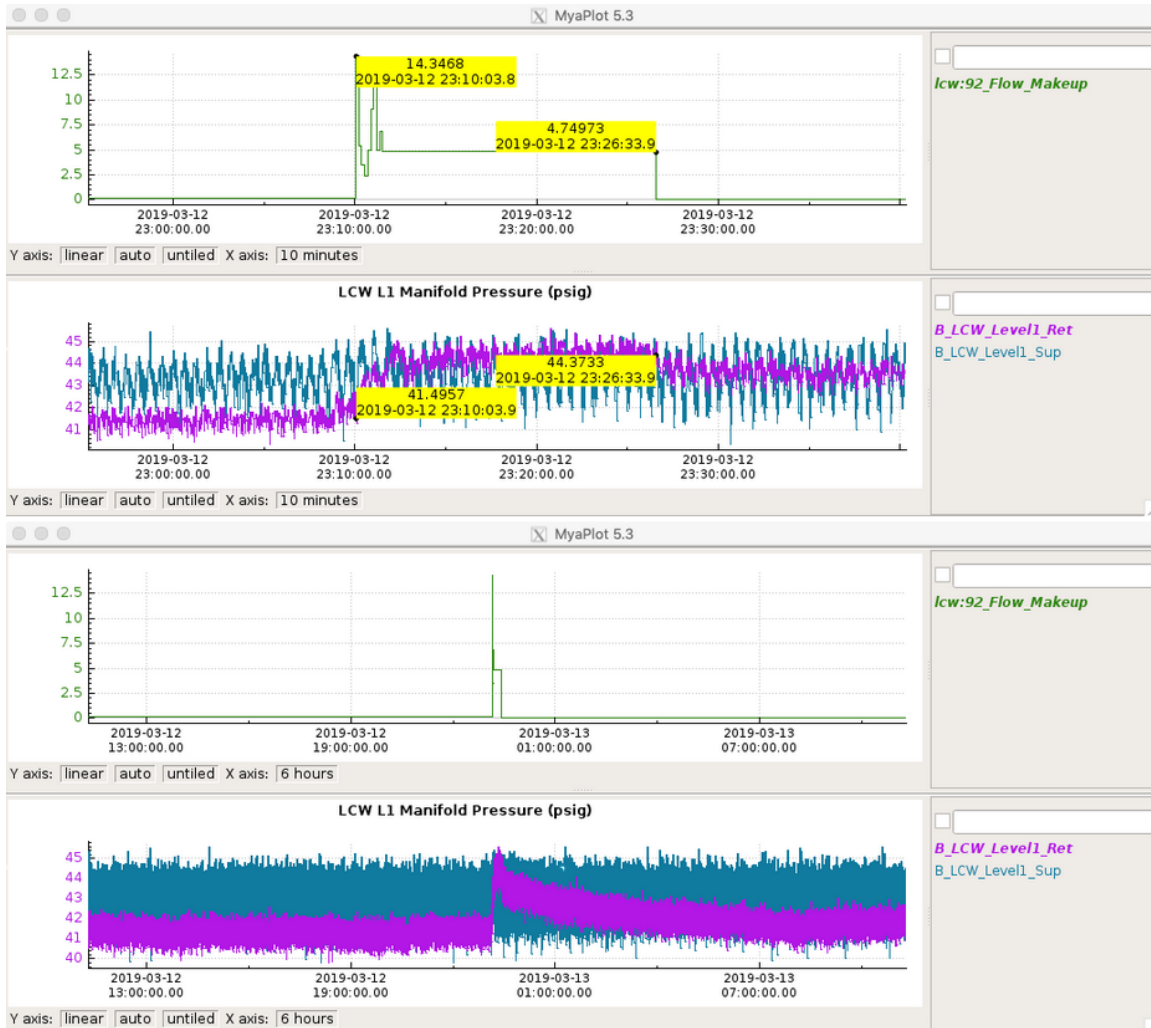 MyaPlot 5.3
14.3468
2019-03-12 23:10:03.8
4.74973
2019-03-12 23:26:33.9
12.5
10
7.5
5
2.5
0
2019-03-12 2019-03-12 2019-03-12 2019-03-12
23:00:00.00 23:10:00.00 23:20:00.00 23:30:00.00
Y axis: linear auto untiled X axis: 10 minutes
lcw:92_Flow_Makeup
LCW L1 Manifold Pressure (psig)
45
44
43
42
41
44.3733
2019-03-12 23:26:33.9
41.4957
2019-03-12 23:10:03.9
2019-03-12 2019-03-12 2019-03-12 2019-03-12
23:00:00.00 23:10:00.00 23:20:00.00 23:30:00.00
Y axis: linear auto untiled X axis: 10 minutes
B_LCW_Level1_Ret
B_LCW_Level1_Sup
MyaPlot 5.3
12.5
10
7.5
5
2.5
0
2019-03-12 2019-03-12 2019-03-13 2019-03-13
13:00:00.00 19:00:00.00 01:00:00.00 07:00:00.00
Y axis: linear auto untiled X axis: 6 hours
lcw:92_Flow_Makeup
LCW L1 Manifold Pressure (psig)
45
44
43
42
41
40
2019-03-12 2019-03-12 2019-03-13 2019-03-13
13:00:00.00 19:00:00.00 01:00:00.00 07:00:00.00
Y axis: linear auto untiled X axis: 6 hours
B_LCW_Level1_Ret
B_LCW_Level1_Sup